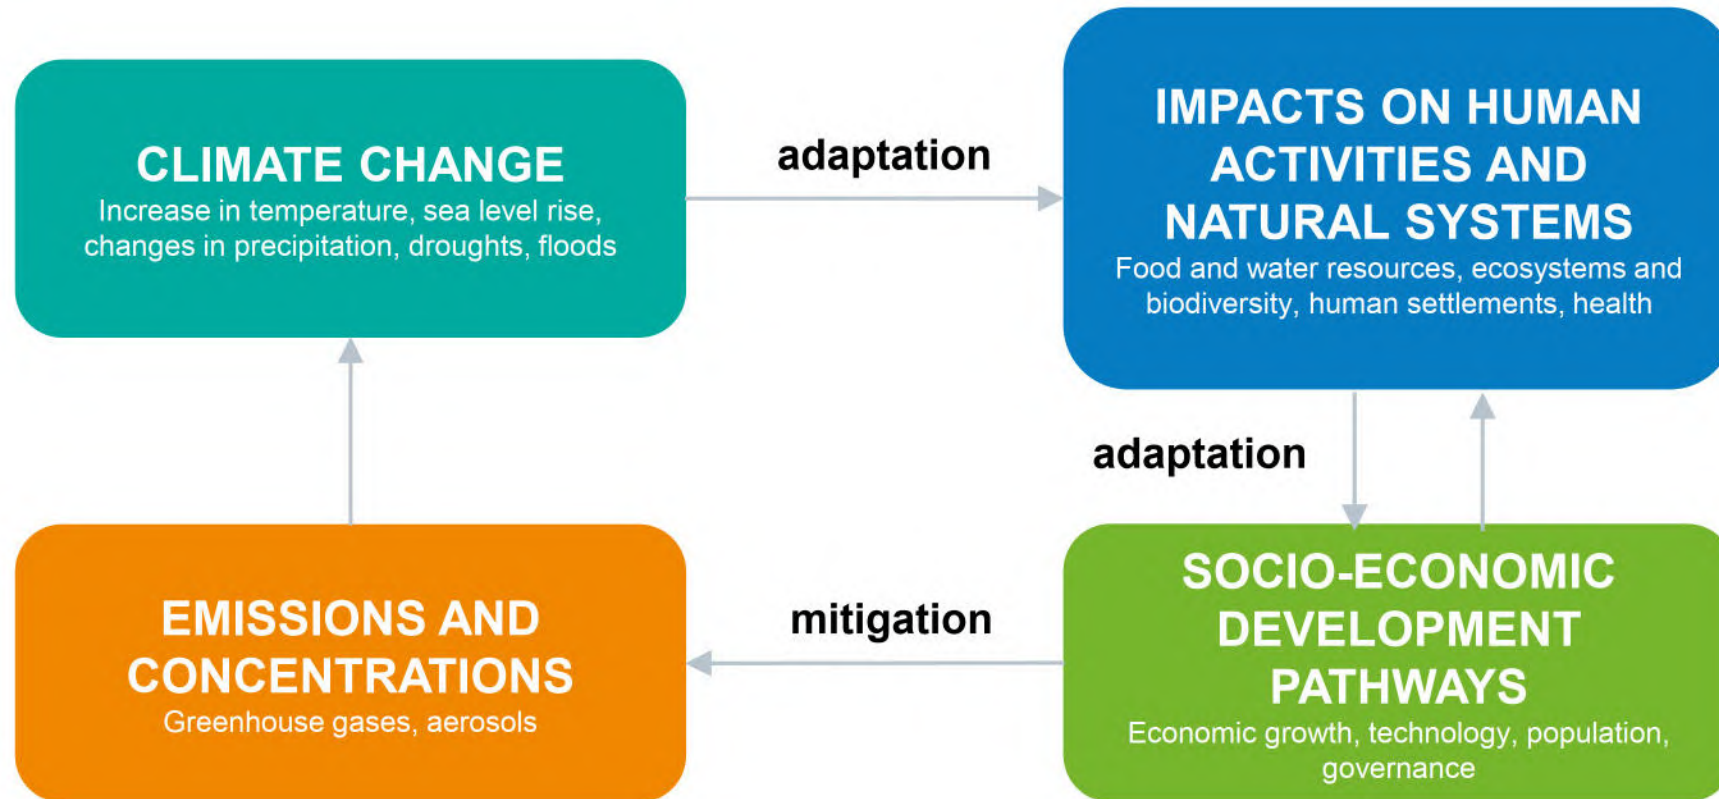 CLIMATE CHANGE
Increase in temperature, sea level rise,
changes in precipitation, droughts, floods
adaptation
IMPACTS ON HUMAN
ACTIVITIES AND
NATURAL SYSTEMS
Food and water resources, ecosystems and
biodiversity, human settlements, health
adaptation
EMISSIONS AND
CONCENTRATIONS
Greenhouse gases, aerosols
mitigation
SOCIO-ECONOMIC
DEVELOPMENT
PATHWAYS
Economic growth, technology, population,
governance